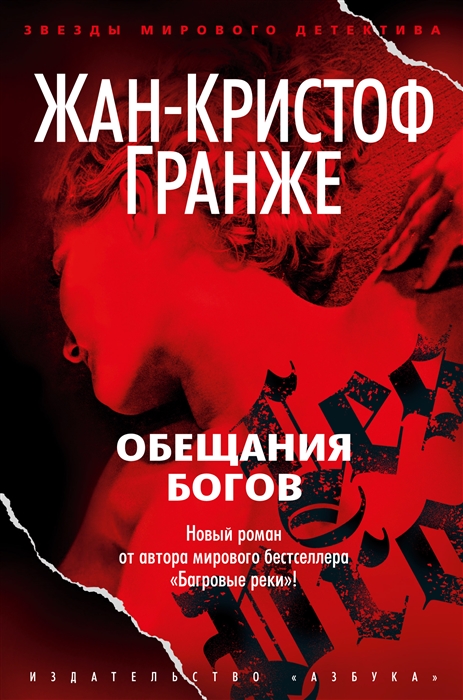 ЗВЕЗДЫ МИРОВОГО ДЕТЕКТИВА
ЖАН-КРИСТОФ
ГРАНЖЕ
ОБЕЩАНИЯ
БОГОВ
Новый роман
от автора мирового бестселлера
«Багровые реки»!
ИЗДАТЕЛЬСТВО «АЗБУКА»